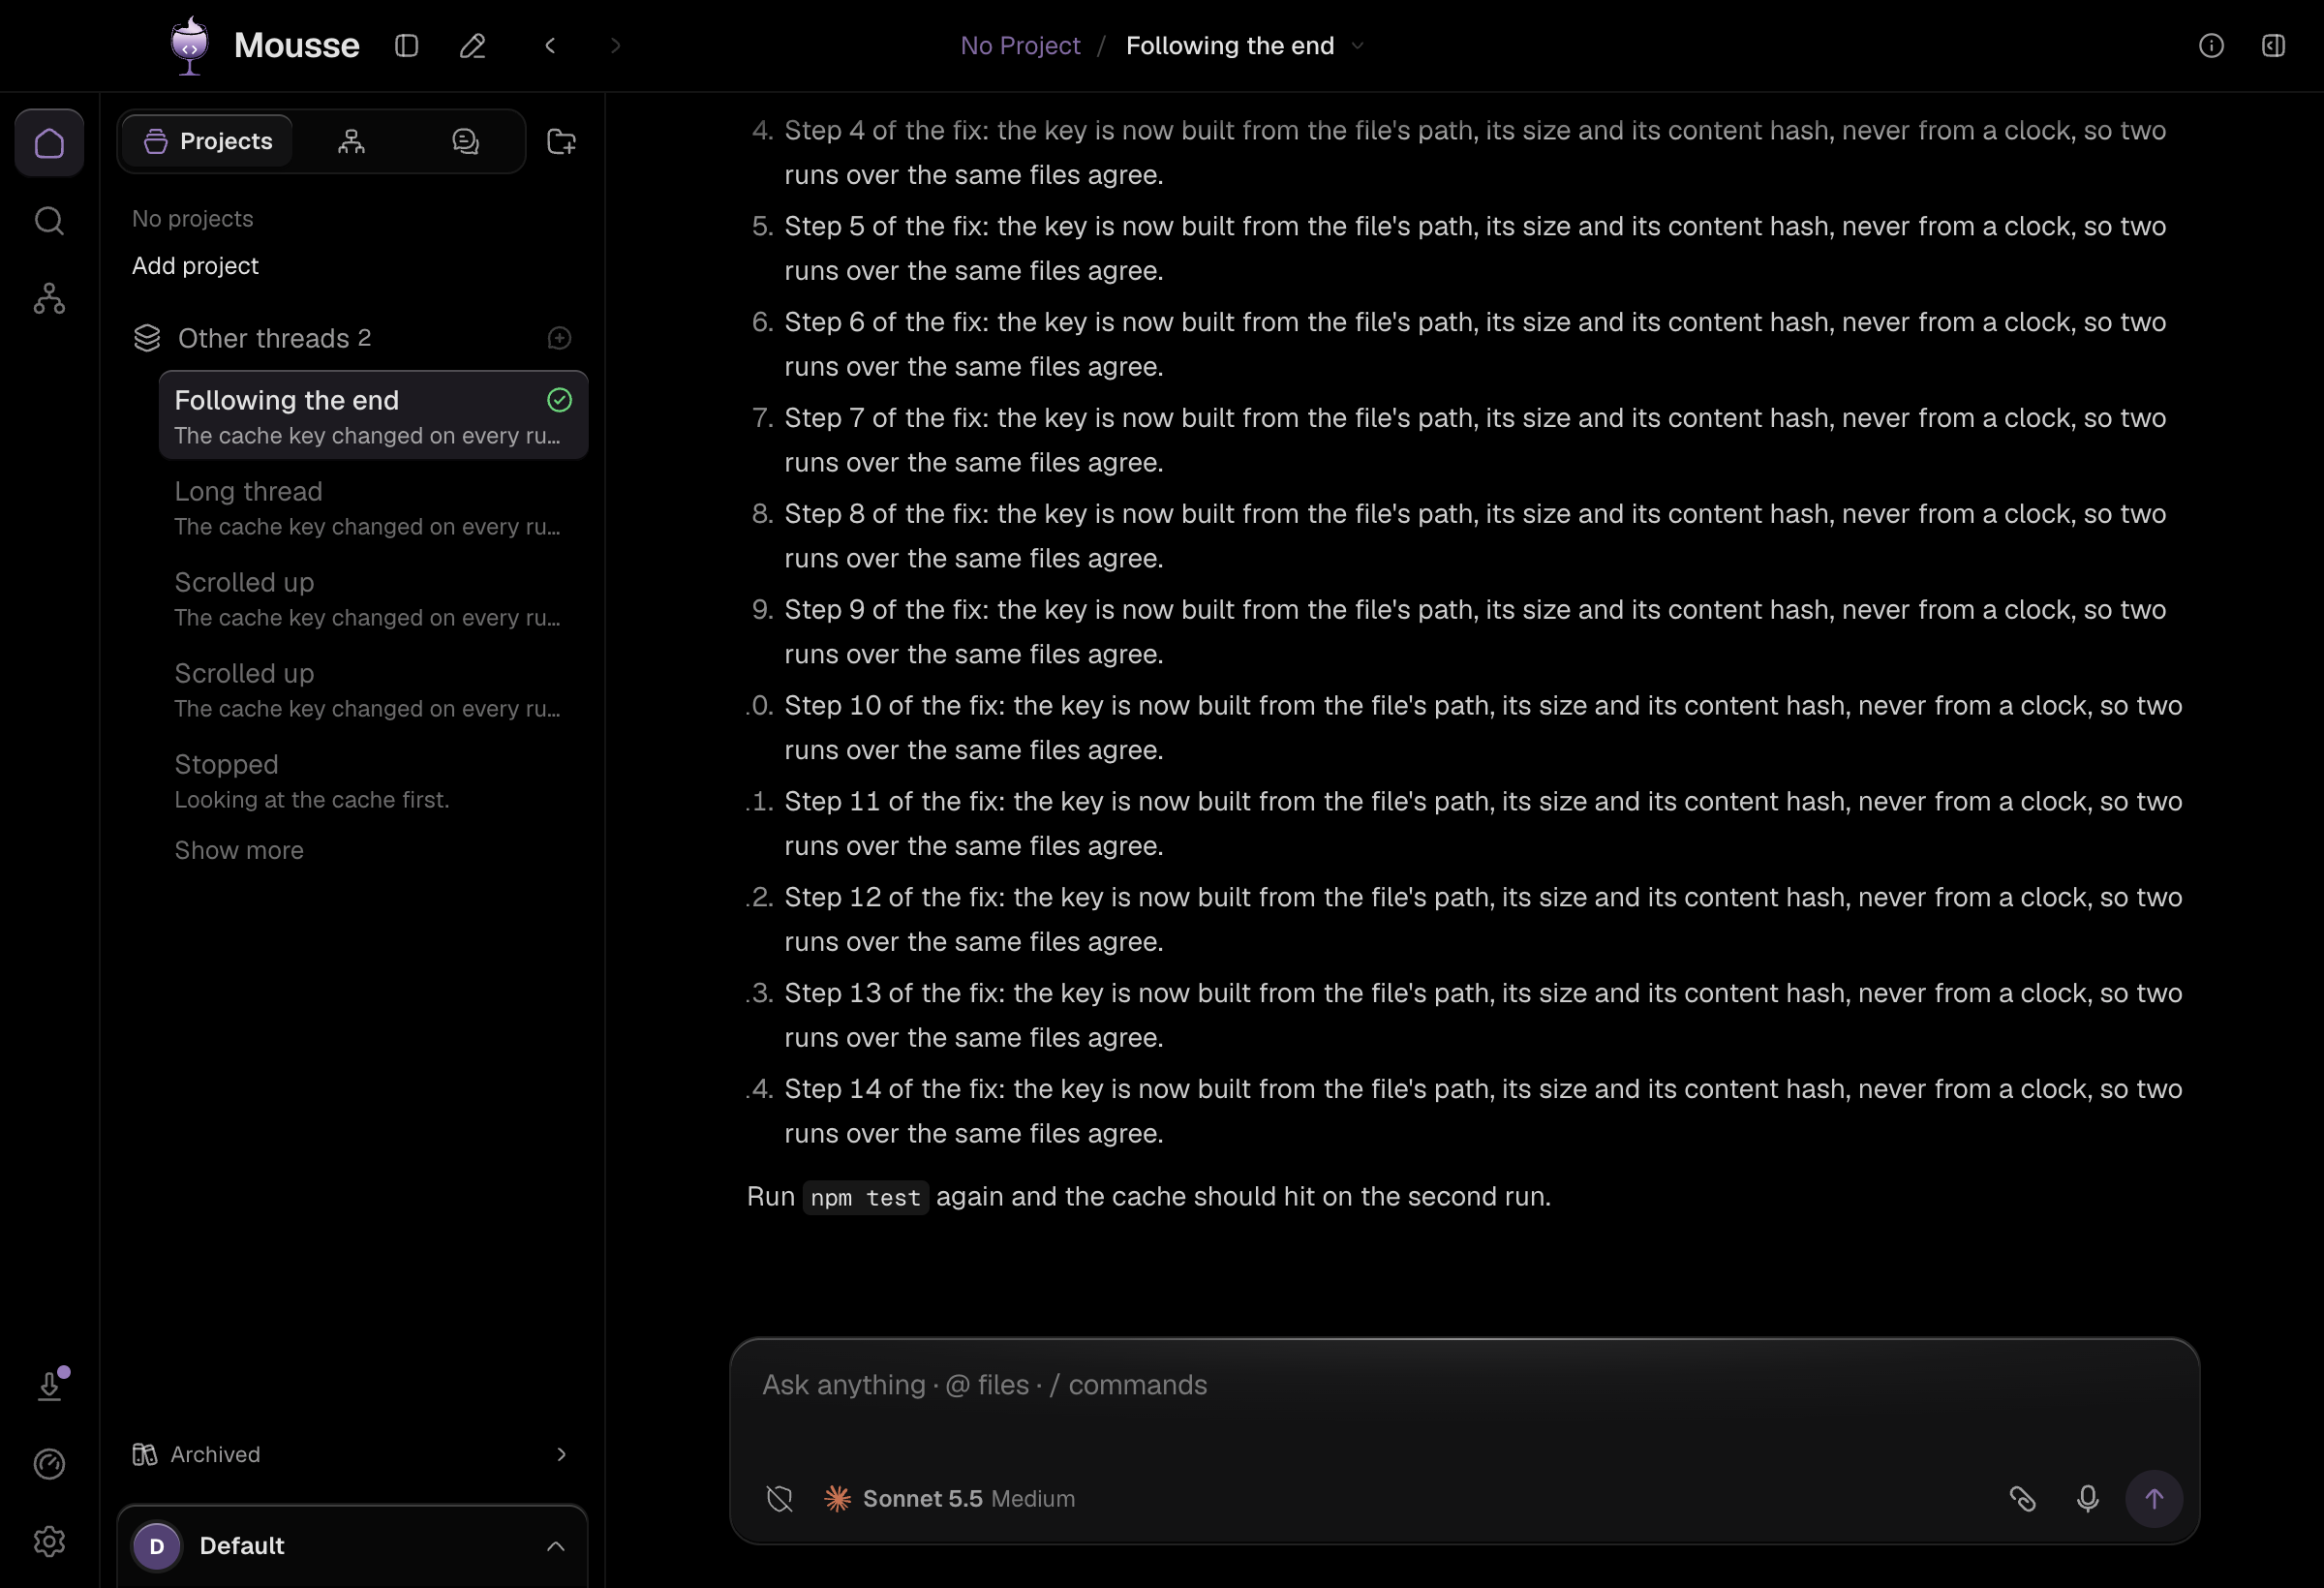 Mousse
No Project / Following the end
Projects
No projects
Add project
Other threads 2
Following the end
The cache key changed on every ru...
Long thread
The cache key changed on every ru...
Scrolled up
The cache key changed on every ru...
Scrolled up
The cache key changed on every ru...
Stopped
Looking at the cache first.
Show more
Archived
D Default
4. Step 4 of the fix: the key is now built from the file's path, its size and its content hash, never from a clock, so two
runs over the same files agree.
5. Step 5 of the fix: the key is now built from the file's path, its size and its content hash, never from a clock, so two
runs over the same files agree.
6. Step 6 of the fix: the key is now built from the file's path, its size and its content hash, never from a clock, so two
runs over the same files agree.
7. Step 7 of the fix: the key is now built from the file's path, its size and its content hash, never from a clock, so two
runs over the same files agree.
8. Step 8 of the fix: the key is now built from the file's path, its size and its content hash, never from a clock, so two
runs over the same files agree.
9. Step 9 of the fix: the key is now built from the file's path, its size and its content hash, never from a clock, so two
runs over the same files agree.
.0. Step 10 of the fix: the key is now built from the file's path, its size and its content hash, never from a clock, so two
runs over the same files agree.
.1. Step 11 of the fix: the key is now built from the file's path, its size and its content hash, never from a clock, so two
runs over the same files agree.
.2. Step 12 of the fix: the key is now built from the file's path, its size and its content hash, never from a clock, so two
runs over the same files agree.
.3. Step 13 of the fix: the key is now built from the file's path, its size and its content hash, never from a clock, so two
runs over the same files agree.
.4. Step 14 of the fix: the key is now built from the file's path, its size and its content hash, never from a clock, so two
runs over the same files agree.
Run npm test again and the cache should hit on the second run.
Ask anything · @ files · / commands
Sonnet 5.5 Medium